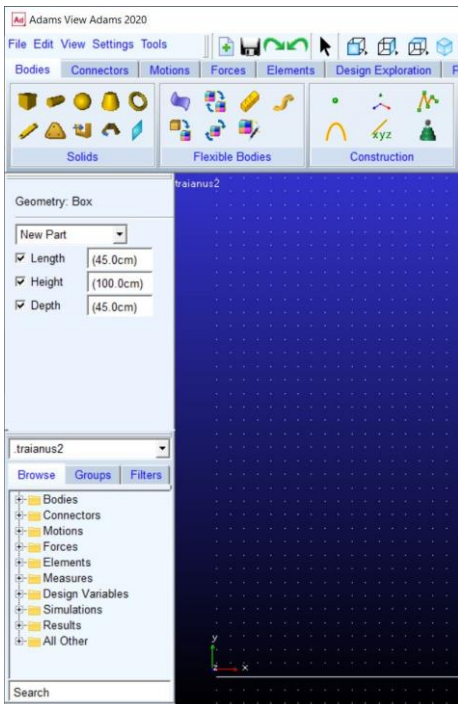 Ad Adams View Adams 2020
File Edit View Settings Tools
Bodies Connectors Motions Forces Elements Design Exploration
Solids Flexible Bodies Construction
xyz
traianus2
Geometry: Box
New Part
Length (45.0cm)
Height (100.0cm)
Depth (45.0cm)
.traianus2
Browse Groups Filters
Bodies
Connectors
Motions
Forces
Elements
Measures
Design Variables
Simulations
Results
All Other
y
z x
Search